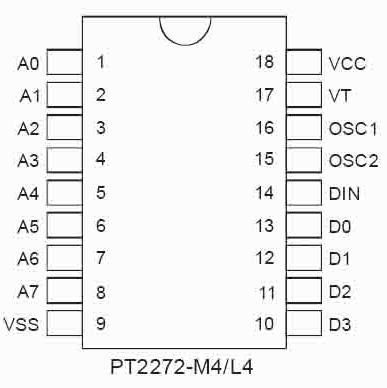 A0 1 18 VCC
A1 2 17 VT
A2 3 16 OSC1
A3 4 15 OSC2
A4 5 14 DIN
A5 6 13 D0
A6 7 12 D1
A7 8 11 D2
VSS 9 10 D3
PT2272-M4/L4